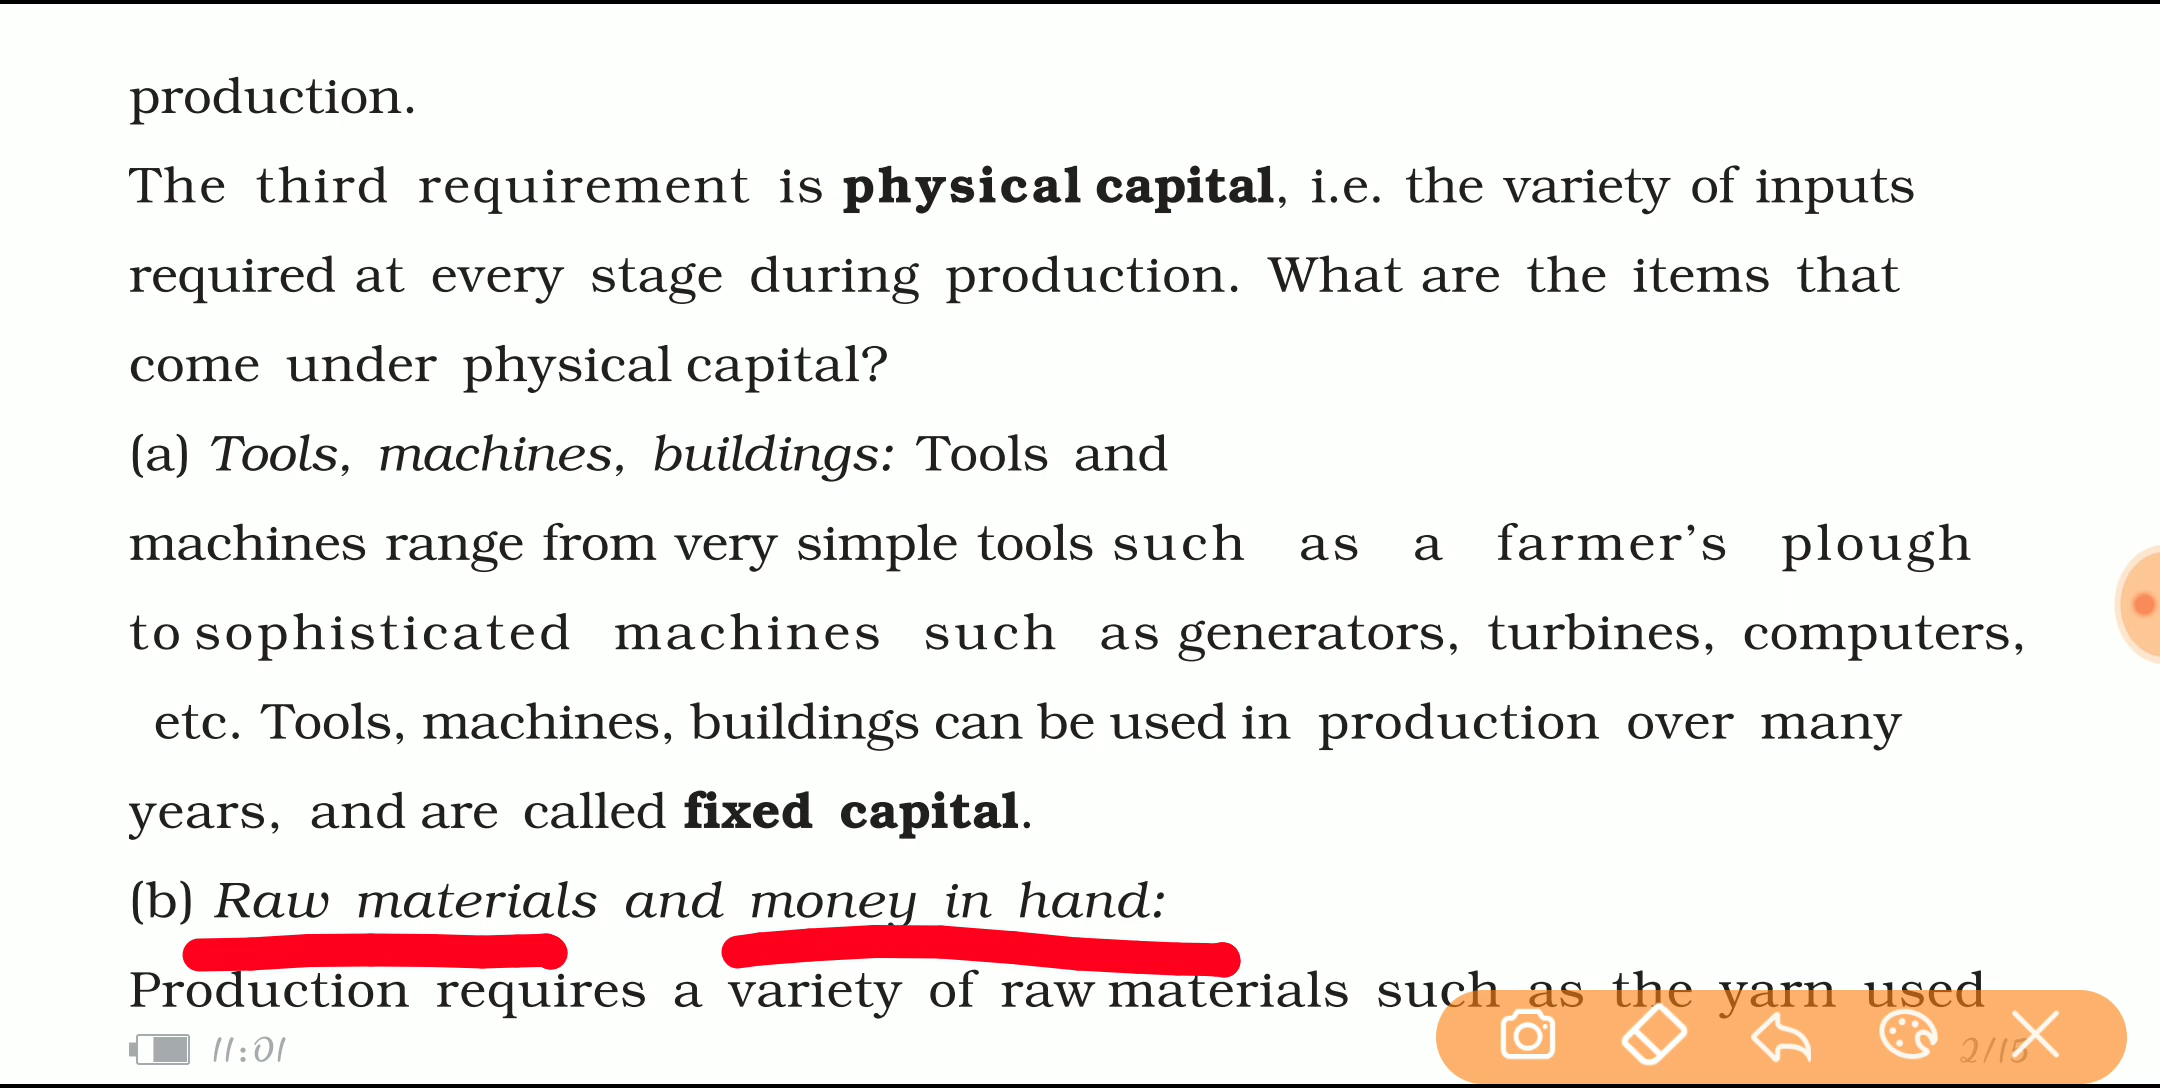 production.
The third requirement is physical capital, i.e. the variety of inputs
required at every stage during production. What are the items that
come under physical capital?
(a) Tools, machines, buildings: Tools and
machines range from very simple tools such as a farmer’s plough
to sophisticated machines such as generators, turbines, computers,
etc. Tools, machines, buildings can be used in production over many
years, and are called fixed capital.
(b) Raw materials and money in hand:
Production requires a variety of raw materials such as the yarn used
11:01
2/15